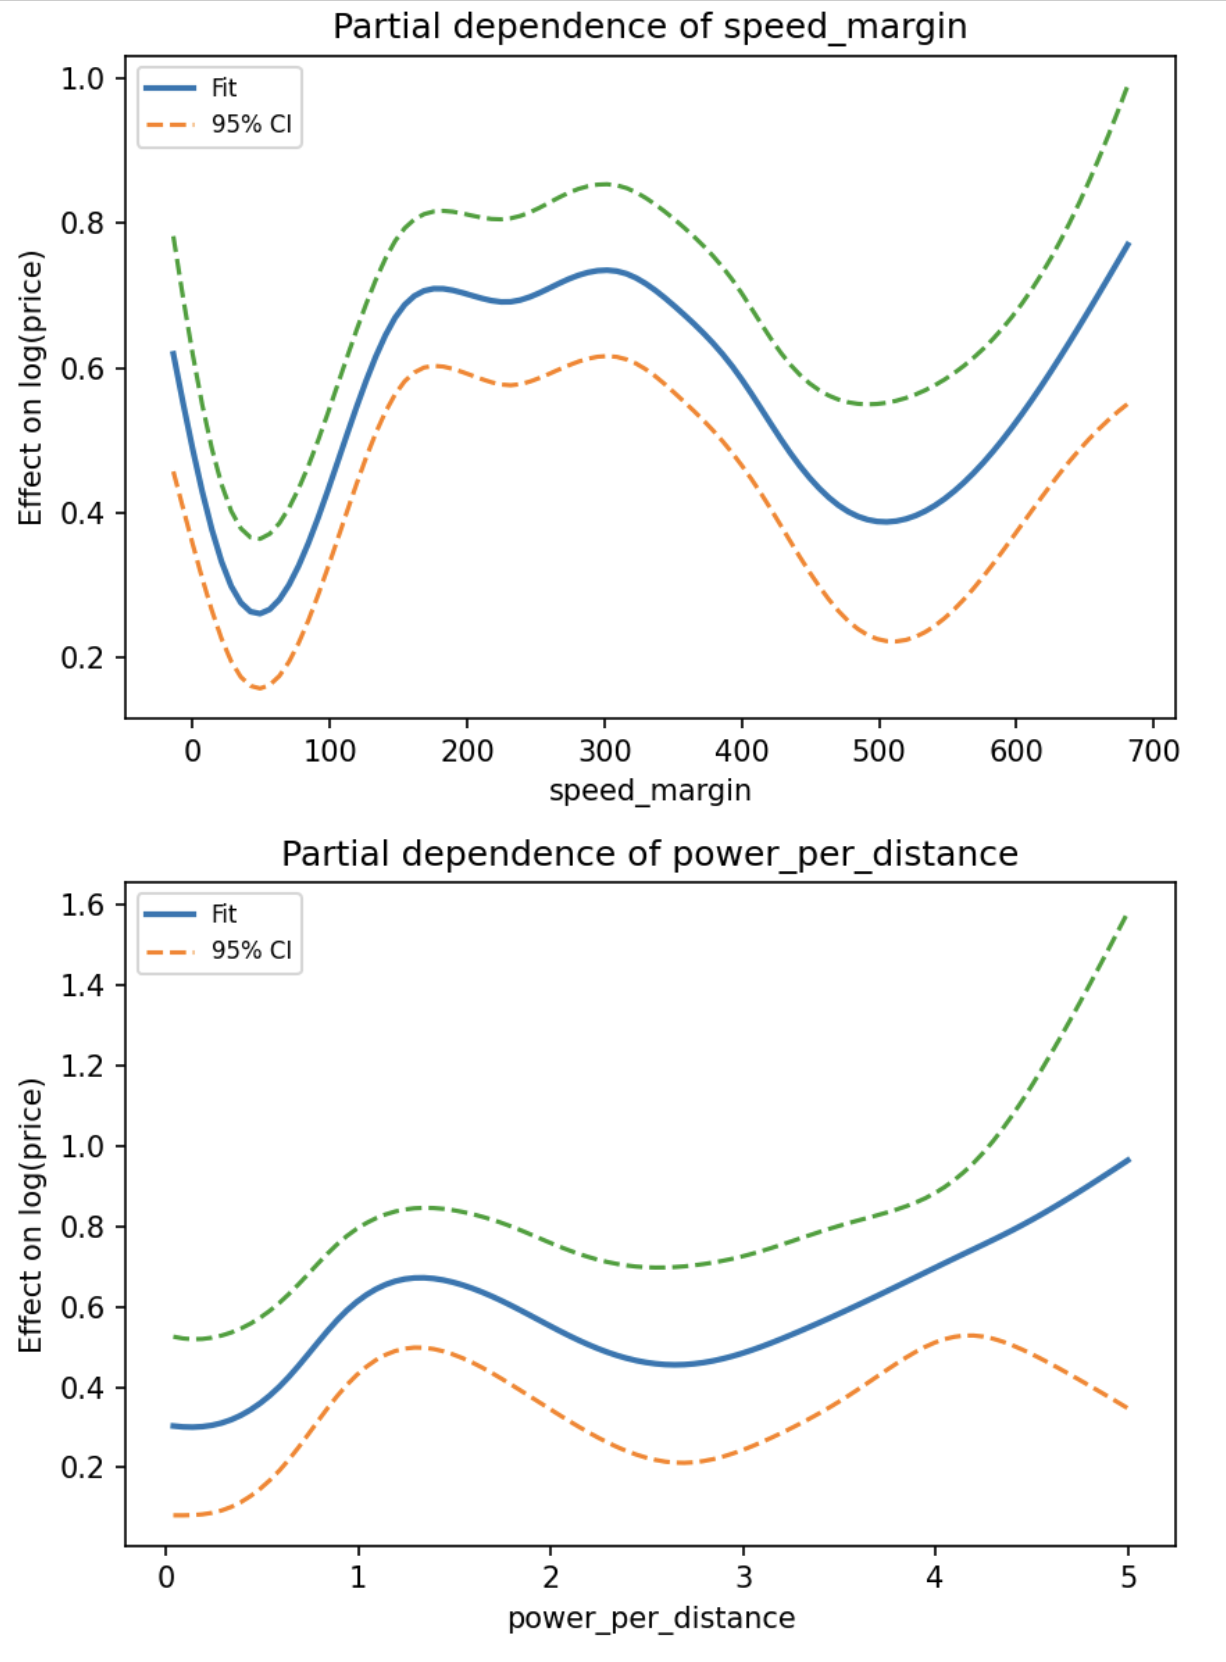 Partial dependence of speed_margin
Fit
95% CI
Effect on log(price)
1.0
0.8
0.6
0.4
0.2
0 100 200 300 400 500 600 700
speed_margin
Partial dependence of power_per_distance
Fit
95% CI
Effect on log(price)
1.6
1.4
1.2
1.0
0.8
0.6
0.4
0.2
0 1 2 3 4 5
power_per_distance